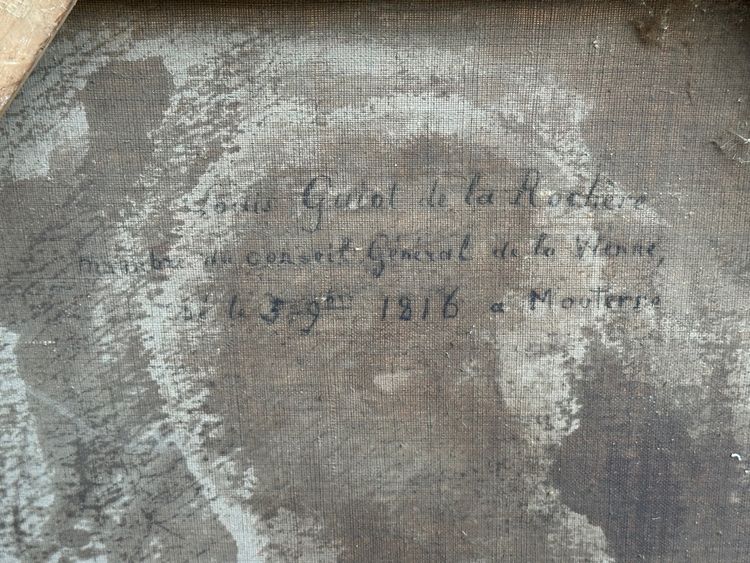 Louis Guiot de la Rochère
membre du conseil Général de la Vienne,
né le 3 9bre 1816 a Mouterre